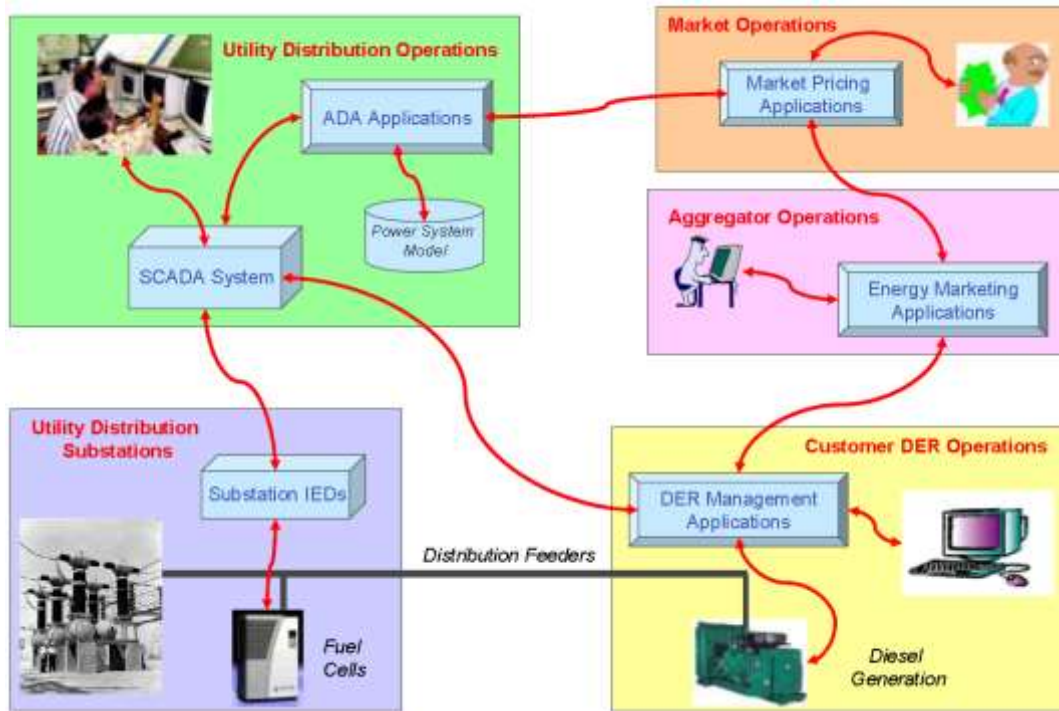 Utility Distribution Operations
ADA Applications
Power System
Model
SCADA System
Market Operations
Market Pricing
Applications
Aggregator Operations
Energy Marketing
Applications
Utility Distribution
Substations
Substation IEDs
Distribution Feeders
Fuel
Cells
Customer DER Operations
DER Management
Applications
Diesel
Generation